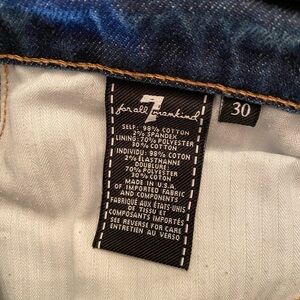 7
for all mankind
30
SELF: 98% COTTON
2% SPANDEX
LINING: 70% POLYESTER
30% COTTON
INDIVIDU: 98% COTON
2% ELASTHANNE
DOUBLURE:
70% POLYESTER
30% COTON
MADE IN U.S.A.
OF IMPORTED FABRIC
AND COMPONENTS
FABRIQUÉ AUX ÉTATS-UNIS
DE TISSU ET
COMPOSANTS IMPORTÉS
SEE REVERSE FOR CARE
ENTRETIEN AU VERSO